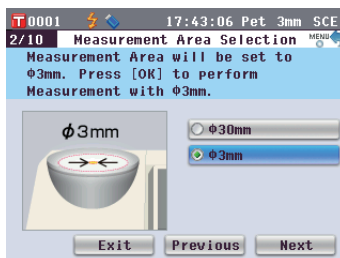 T0001 17:43:06 Pet 3mm SCE
2/10 Measurement Area Selection MENU
Measurement Area will be set to
Φ3mm. Press [OK] to perform
Measurement with Φ3mm.
ϕ3mm
Φ30mm
Φ3mm
Exit Previous Next